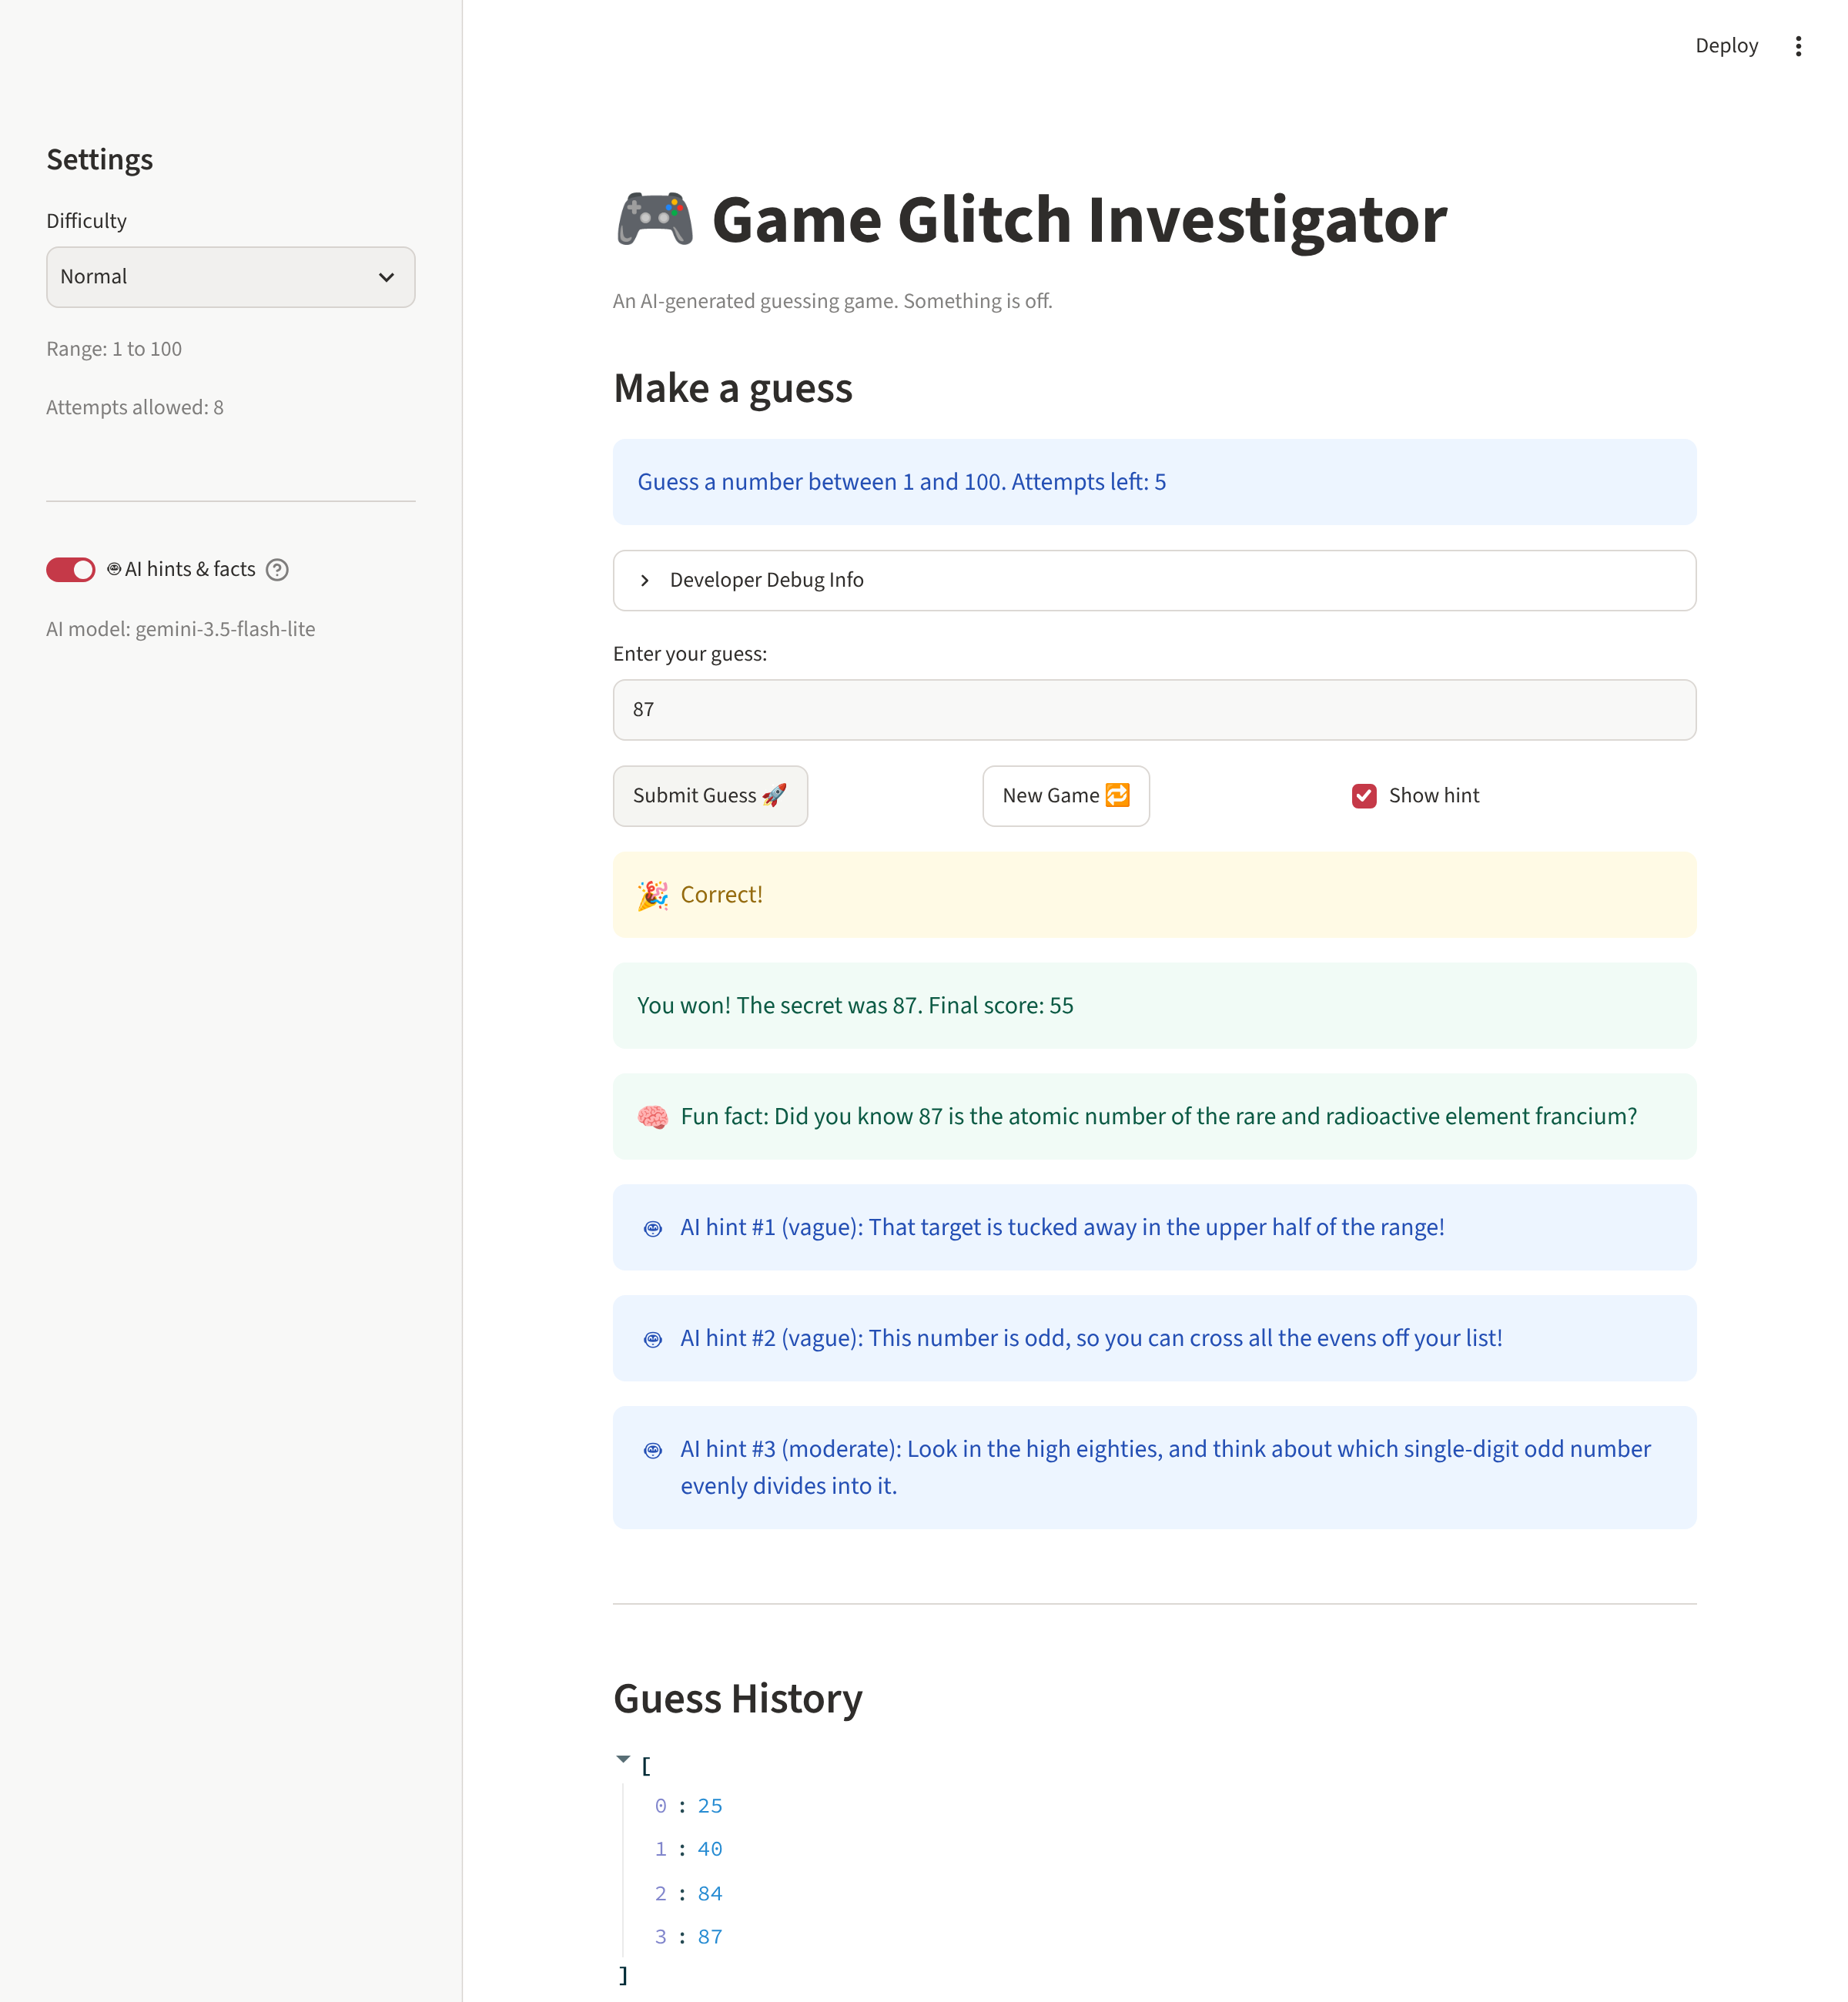 Deploy
Settings
Difficulty
Normal
Range: 1 to 100
Attempts allowed: 8
AI hints & facts
AI model: gemini-3.5-flash-lite
🎮 Game Glitch Investigator
An AI-generated guessing game. Something is off.
Make a guess
Guess a number between 1 and 100. Attempts left: 5
Developer Debug Info
Enter your guess:
87
Submit Guess 🚀
New Game 🔁
Show hint
🎉 Correct!
You won! The secret was 87. Final score: 55
🧠 Fun fact: Did you know 87 is the atomic number of the rare and radioactive element francium?
AI hint #1 (vague): That target is tucked away in the upper half of the range!
AI hint #2 (vague): This number is odd, so you can cross all the evens off your list!
AI hint #3 (moderate): Look in the high eighties, and think about which single-digit odd number
evenly divides into it.
Guess History
[
0 : 25
1 : 40
2 : 84
3 : 87
]